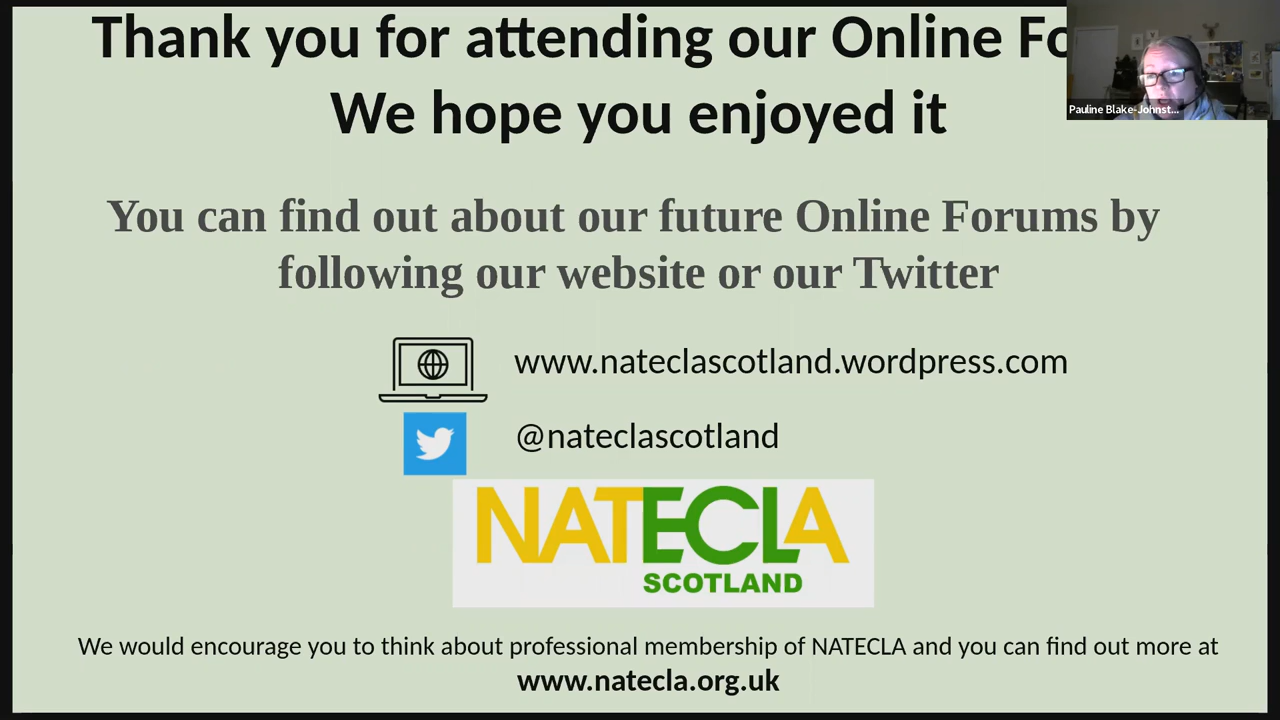 Thank you for attending our Online Fo
We hope you enjoyed it
Pauline Blake-Johnst...
You can find out about our future Online Forums by
following our website or our Twitter
www.nateclascotland.wordpress.com
@nateclascotland
NATECLA
SCOTLAND
We would encourage you to think about professional membership of NATECLA and you can find out more at
www.natecla.org.uk